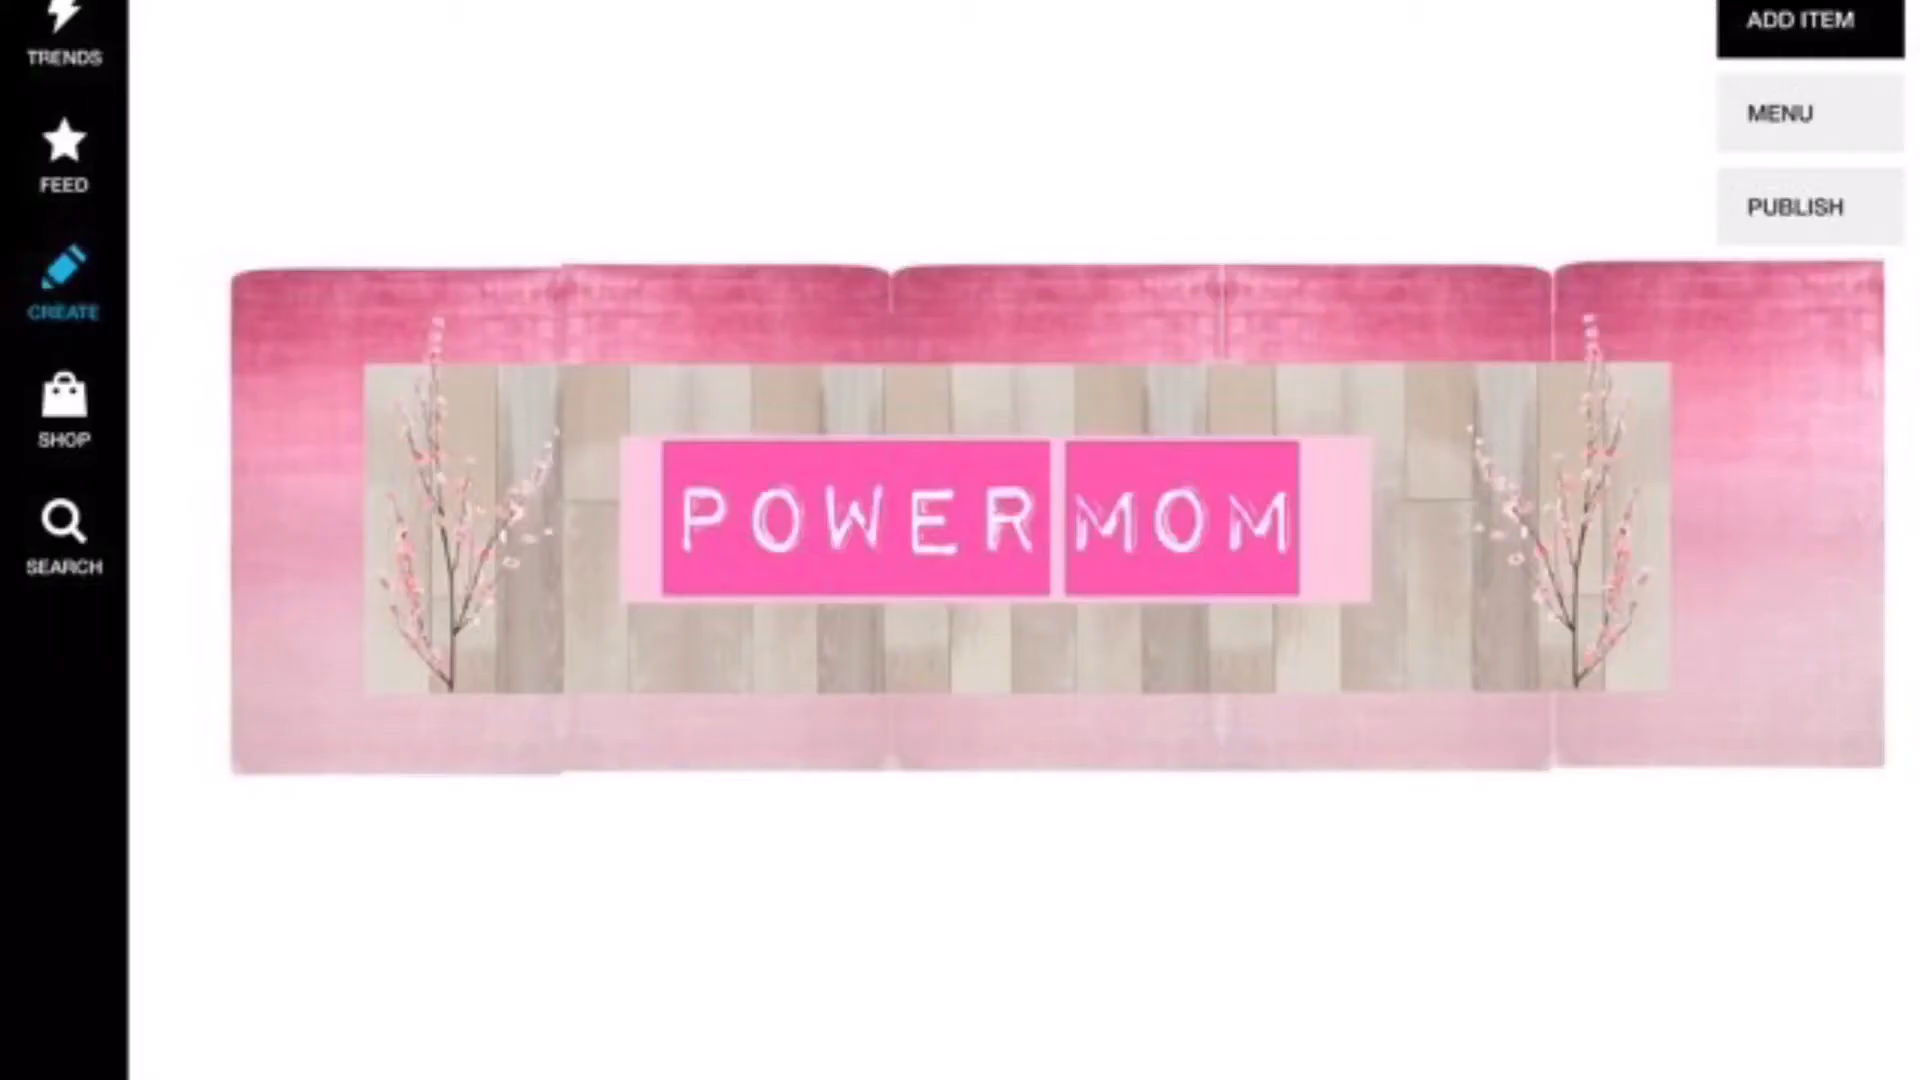 TRENDS
FEED
CREATE
SHOP
SEARCH
ADD ITEM
MENU
PUBLISH
POWER MOM